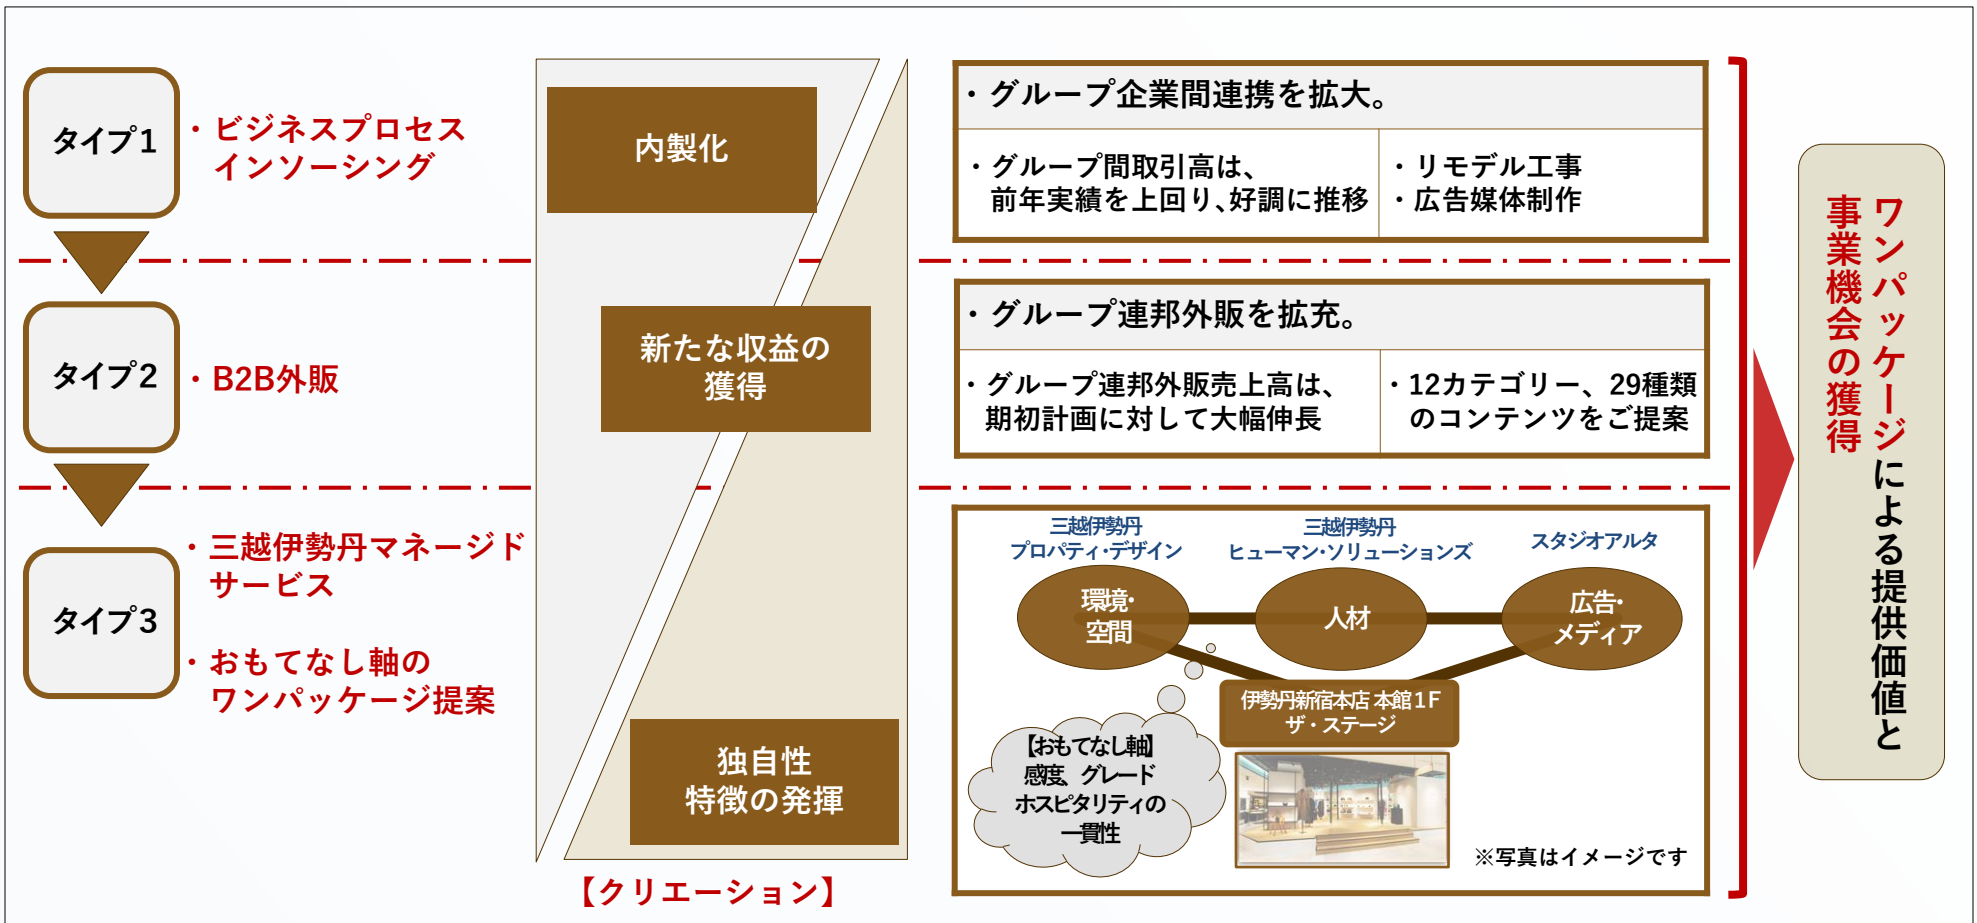 タイプ1
・ビジネスプロセス
インソーシング
内製化
・グループ企業間連携を拡大。
・グループ間取引高は、
前年実績を上回り、好調に推移
・リモデル工事
・広告媒体制作
タイプ2
・B2B外販
新たな収益の
獲得
・グループ連邦外販を拡充。
・グループ連邦外販売上高は、
期初計画に対して大幅伸長
・12カテゴリー、29種類
のコンテンツをご提案
タイプ3
・三越伊勢丹マネージド
サービス
・おもてなし軸の
ワンパッケージ提案
独自性
特徴の発揮
【クリエーション】
三越伊勢丹
プロパティ・デザイン
三越伊勢丹
ヒューマン・ソリューションズ
スタジオアルタ
環境・
空間
人材
広告・
メディア
伊勢丹新宿本店 本館1F
ザ・ステージ
【おもてなし軸】
感度、グレード
ホスピタリティの
一貫性
※写真はイメージです
ワンパッケージによる提供価値と
事業機会の獲得